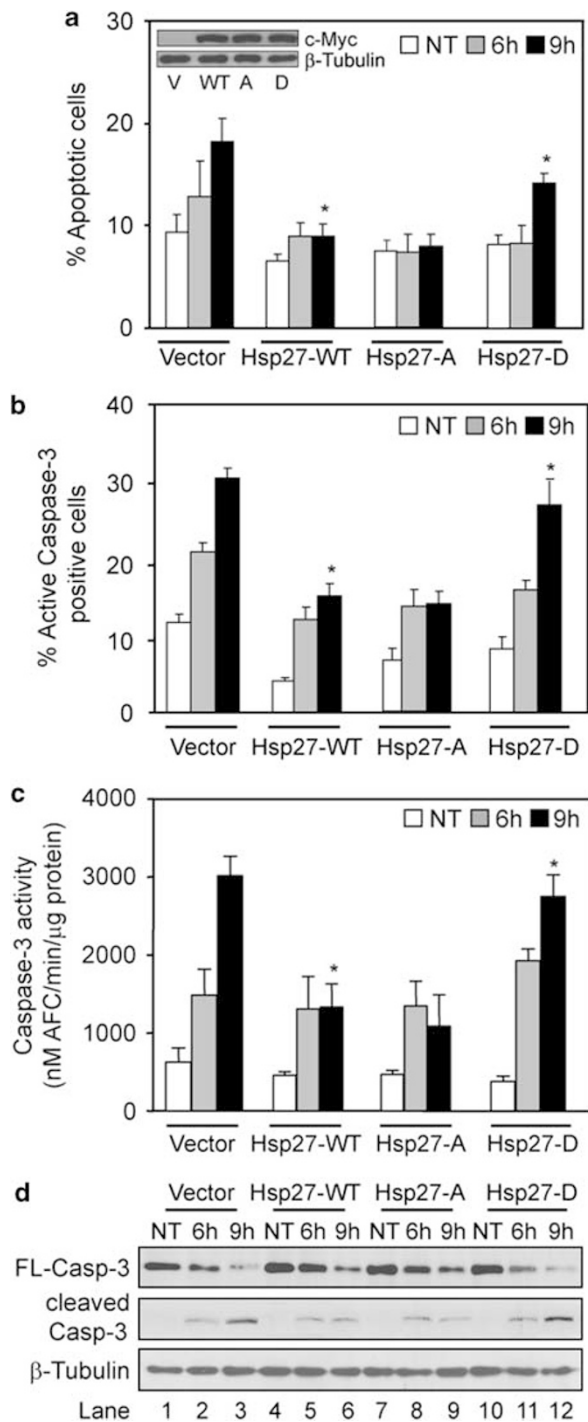 a
30
20
10
0
% Apoptotic cells
c-Myc
β-Tubulin
V WT A D
NT 6h 9h
*
*
Vector Hsp27-WT Hsp27-A Hsp27-D
b
40
30
20
10
0
% Active Caspase-3
positive cells
NT 6h 9h
*
*
Vector Hsp27-WT Hsp27-A Hsp27-D
c
4000
3000
2000
1000
0
Caspase-3 activity
(nM AFC/min/μg protein)
NT 6h 9h
*
*
Vector Hsp27-WT Hsp27-A Hsp27-D
d
Vector Hsp27-WT Hsp27-A Hsp27-D
NT 6h 9h NT 6h 9h NT 6h 9h NT 6h 9h
FL-Casp-3
cleaved
Casp-3
β-Tubulin
Lane 1 2 3 4 5 6 7 8 9 10 11 12